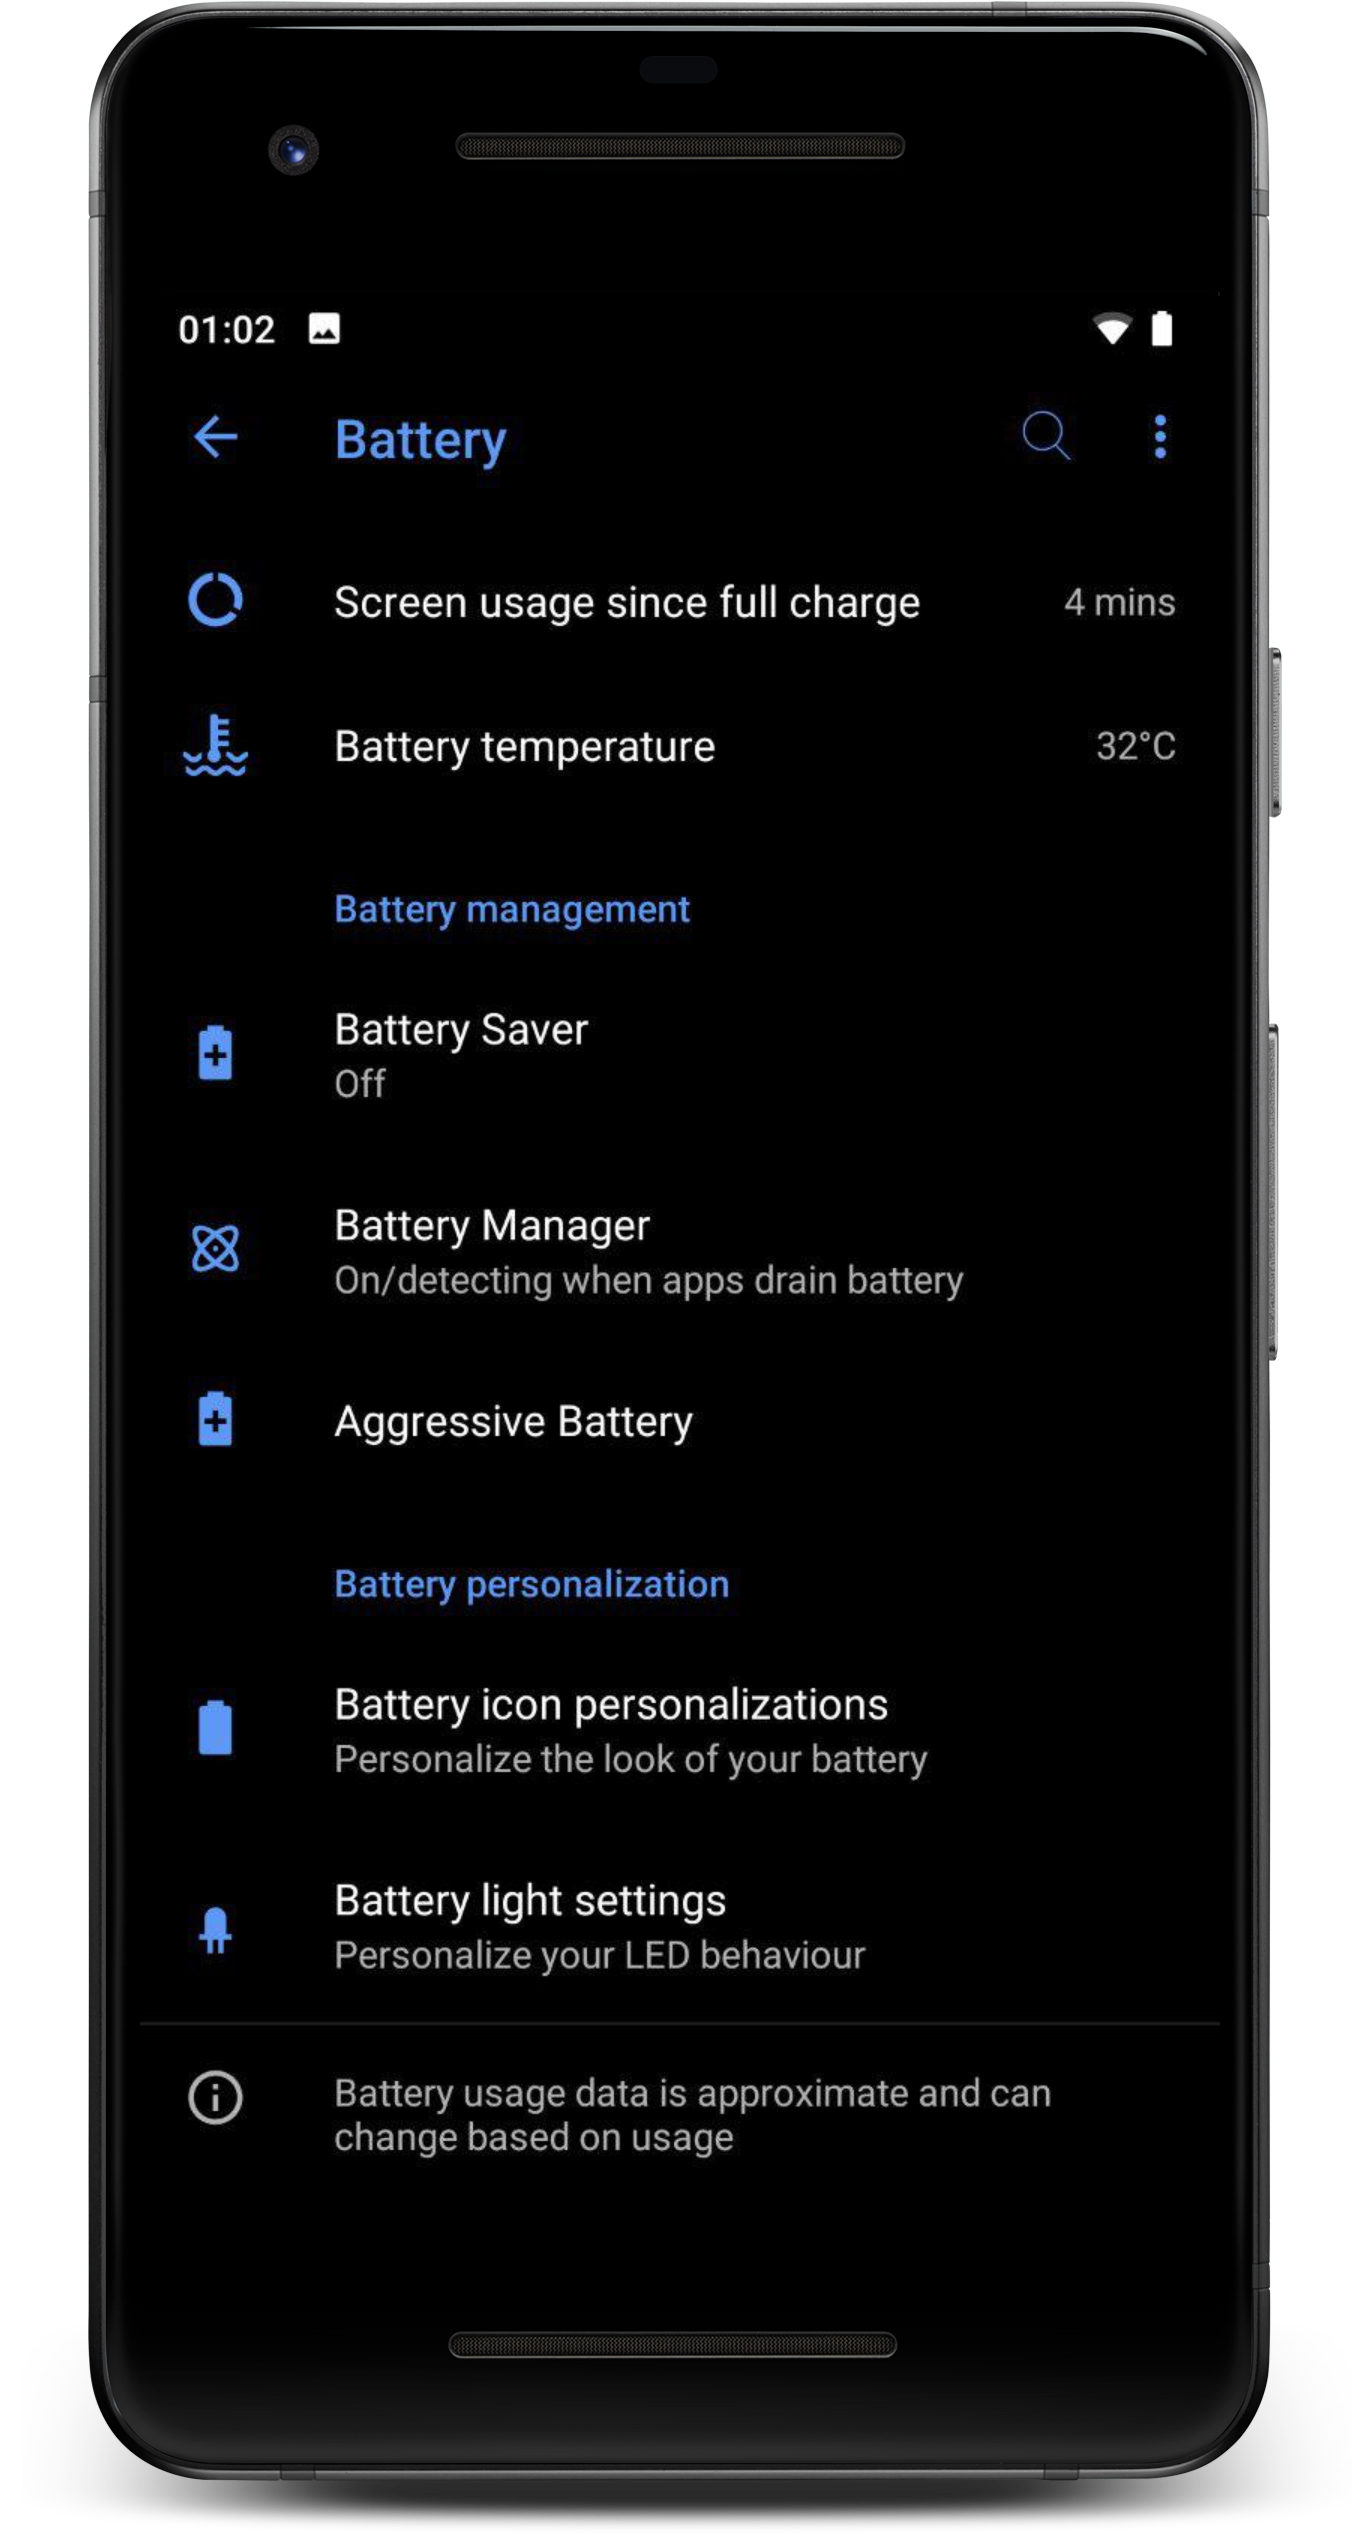 01:02
Battery
Screen usage since full charge 4 mins
Battery temperature 32°C
Battery management
Battery Saver
Off
Battery Manager
On/detecting when apps drain battery
Aggressive Battery
Battery personalization
Battery icon personalizations
Personalize the look of your battery
Battery light settings
Personalize your LED behaviour
Battery usage data is approximate and can
change based on usage